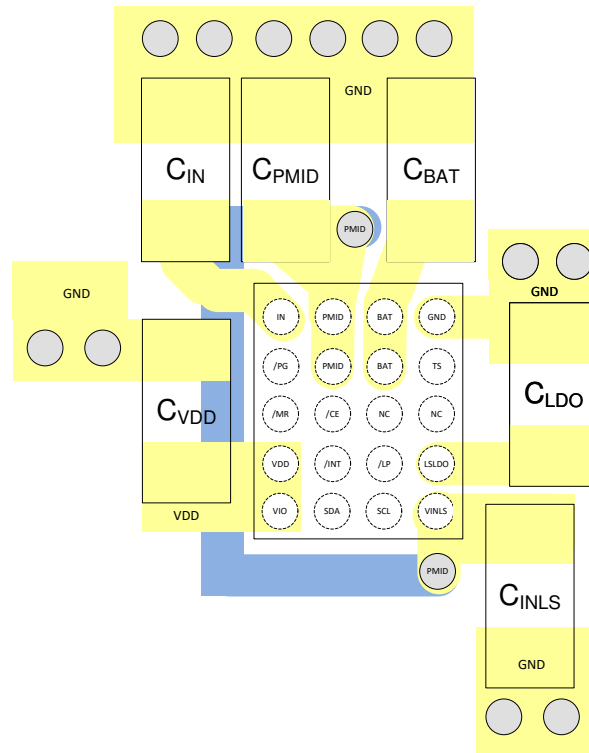 GND
CIN CPMID CBAT
PMID
GND
GND
IN PMID BAT GND
/PG PMID BAT TS
CVDD
CLDO
/MR /CE NC NC
VDD /INT /LP LSLDO
VDD
VIO SDA SCL VINLS
PMID
CINLS
GND